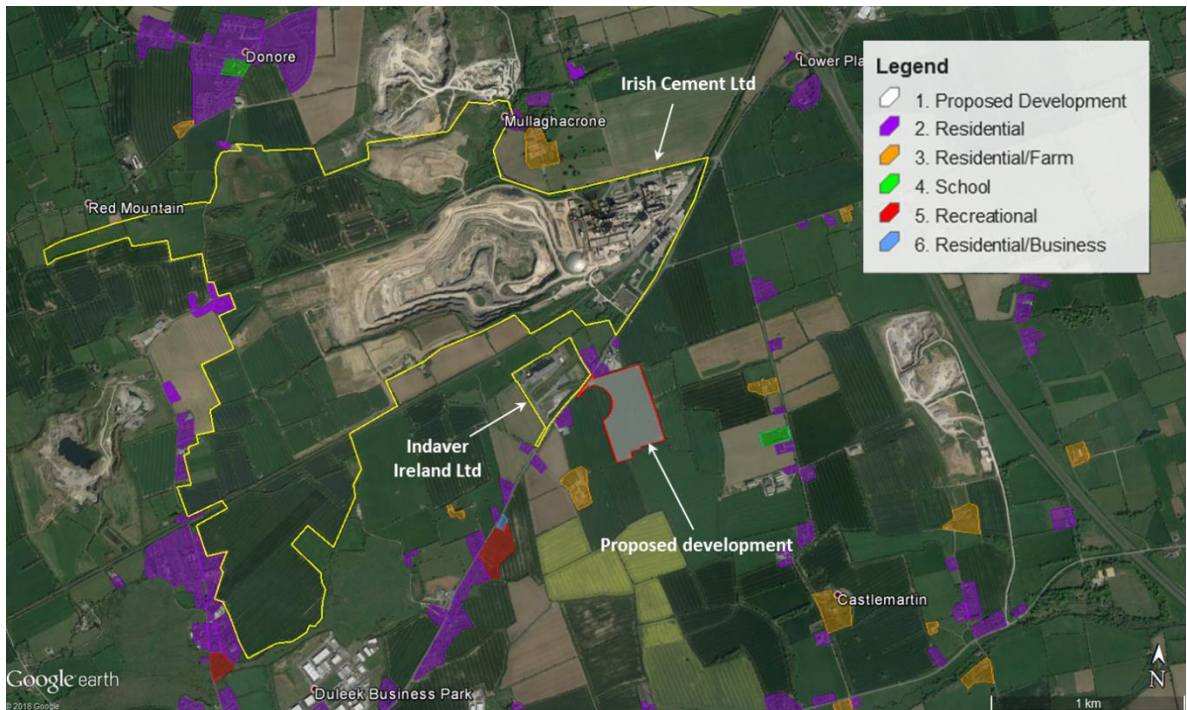 Donore
Irish Cement Ltd
Lower Pla
Legend
1. Proposed Development
2. Residential
3. Residential/Farm
4. School
5. Recreational
6. Residential/Business
Mullaghacrone
Red Mountain
Indaver
Ireland Ltd
Proposed development
Castlemartin
Duleek Business Park
Google earth
© 2018 Google
N
1 km